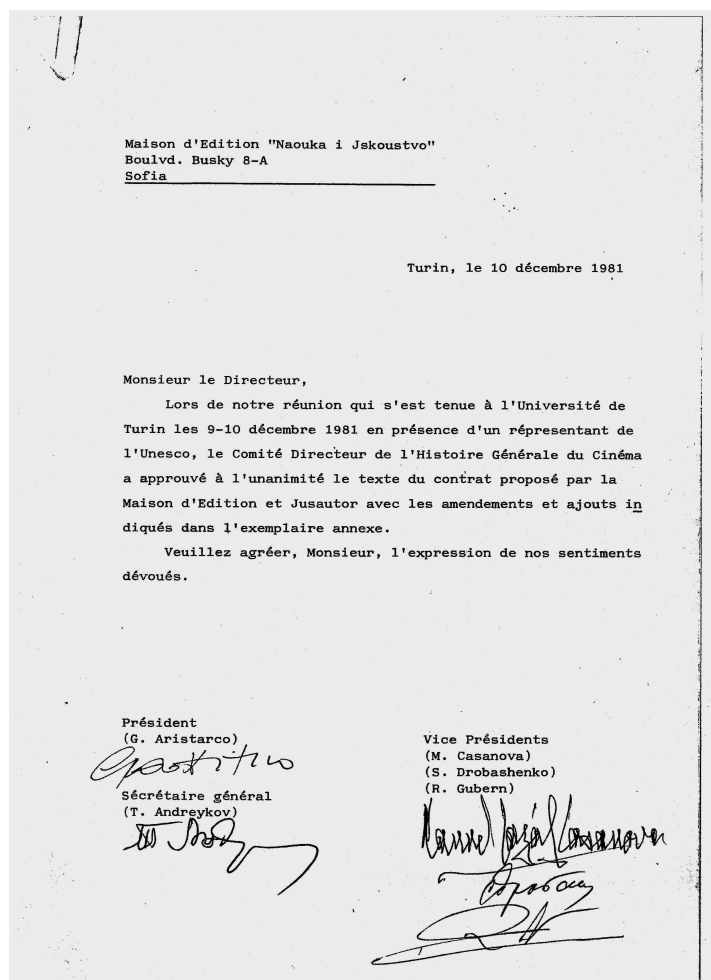 Maison d'Edition "Naouka i Jskoustvo"
Boulvd. Busky 8-A
Sofia
Turin, le 10 décembre 1981
Monsieur le Directeur,
Lors de notre réunion qui s'est tenue à l'Université de
Turin les 9-10 décembre 1981 en présence d'un répresentant de
l'Unesco, le Comité Directeur de l'Histoire Générale du Cinéma
a approuvé à l'unanimité le texte du contrat proposé par la
Maison d'Edition et Jusautor avec les amendements et ajouts in
diqués dans l'exemplaire annexe.
Veuillez agréer, Monsieur, l'expression de nos sentiments
dévoués.
Président
(G. Aristarco)
Sécrétaire général
(T. Andreykov)
Vice Présidents
(M. Casanova)
(S. Drobashenko)
(R. Gubern)